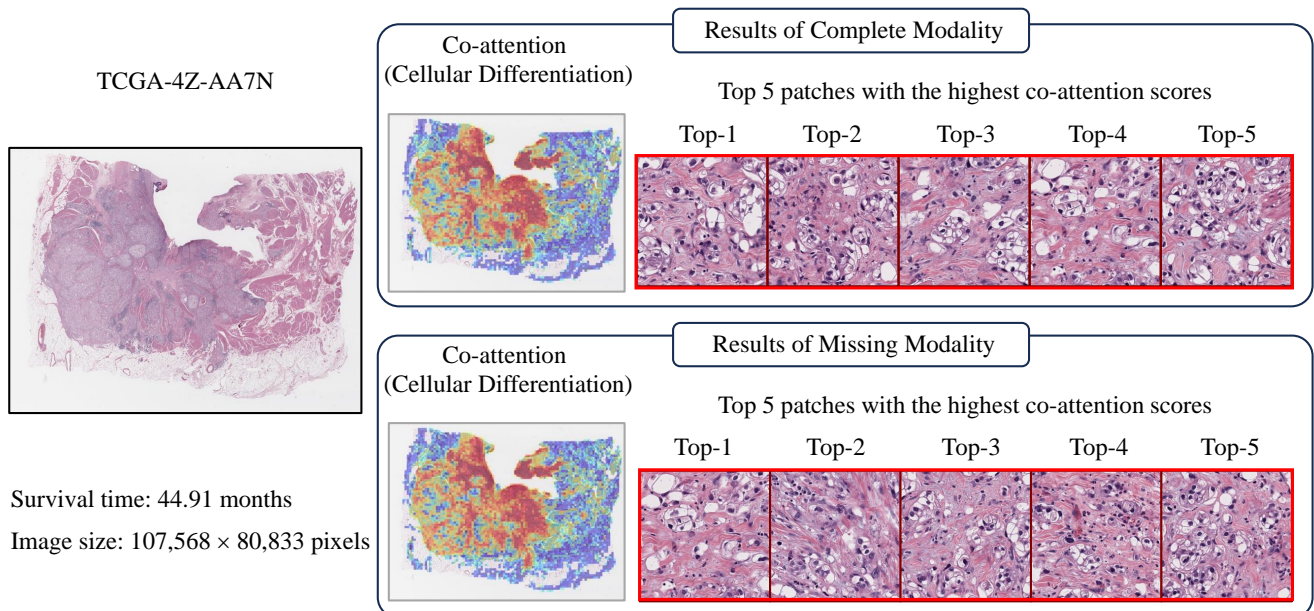 TCGA-4Z-AA7N
Survival time: 44.91 months
Image size: 107,568 × 80,833 pixels
Results of Complete Modality
Co-attention
(Cellular Differentiation)
Top 5 patches with the highest co-attention scores
Top-1 Top-2 Top-3 Top-4 Top-5
Results of Missing Modality
Co-attention
(Cellular Differentiation)
Top 5 patches with the highest co-attention scores
Top-1 Top-2 Top-3 Top-4 Top-5